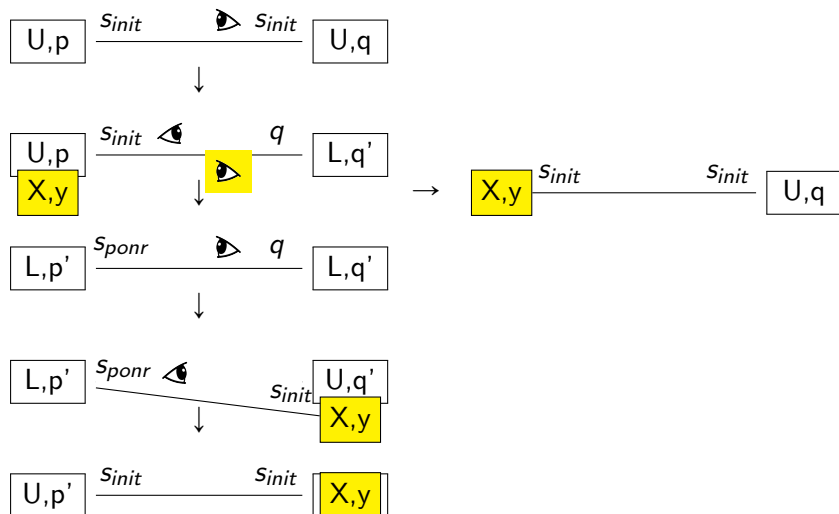 U,p s_init s_init U,q
↓
U,p s_init q L,q'
X,y ↓ → X,y s_init s_init U,q
L,p' s_ponr q L,q'
↓
L,p' s_ponr s_init U,q'
↓ X,y
U,p' s_init s_init X,y